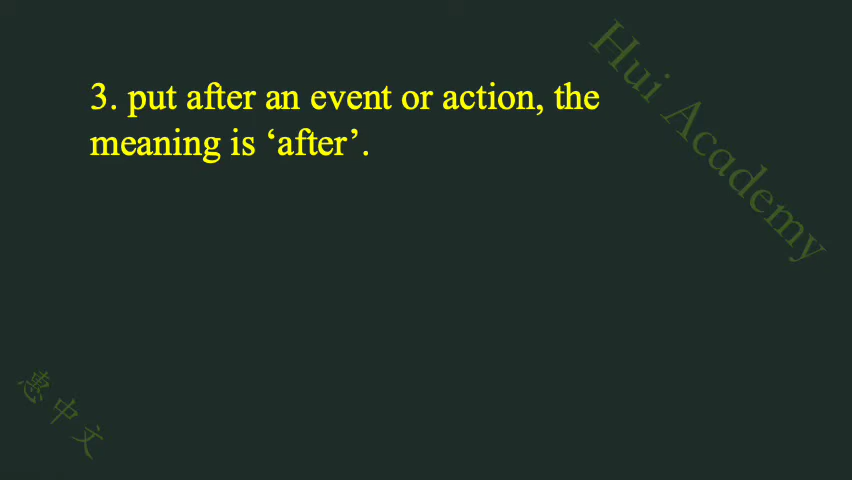 3. put after an event or action, the
meaning is ‘after’.
Hui Academy
惠中文